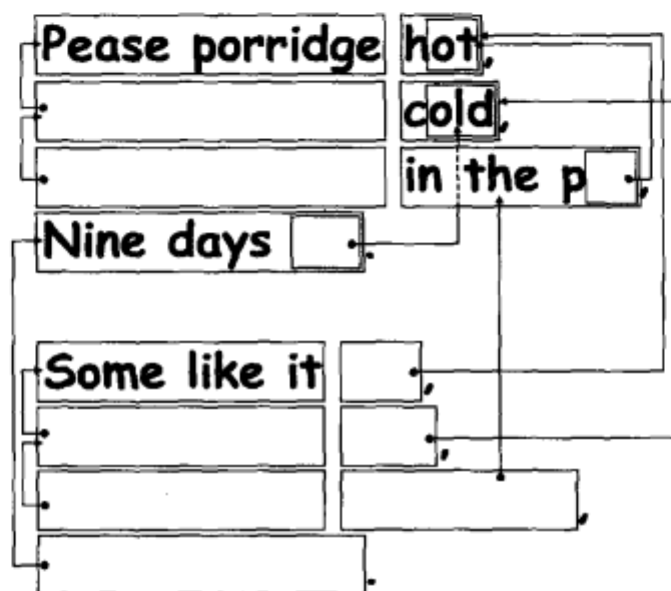 Pease porridge hot,
cold,
in the p ,
Nine days .
Some like it ,
,
,
.